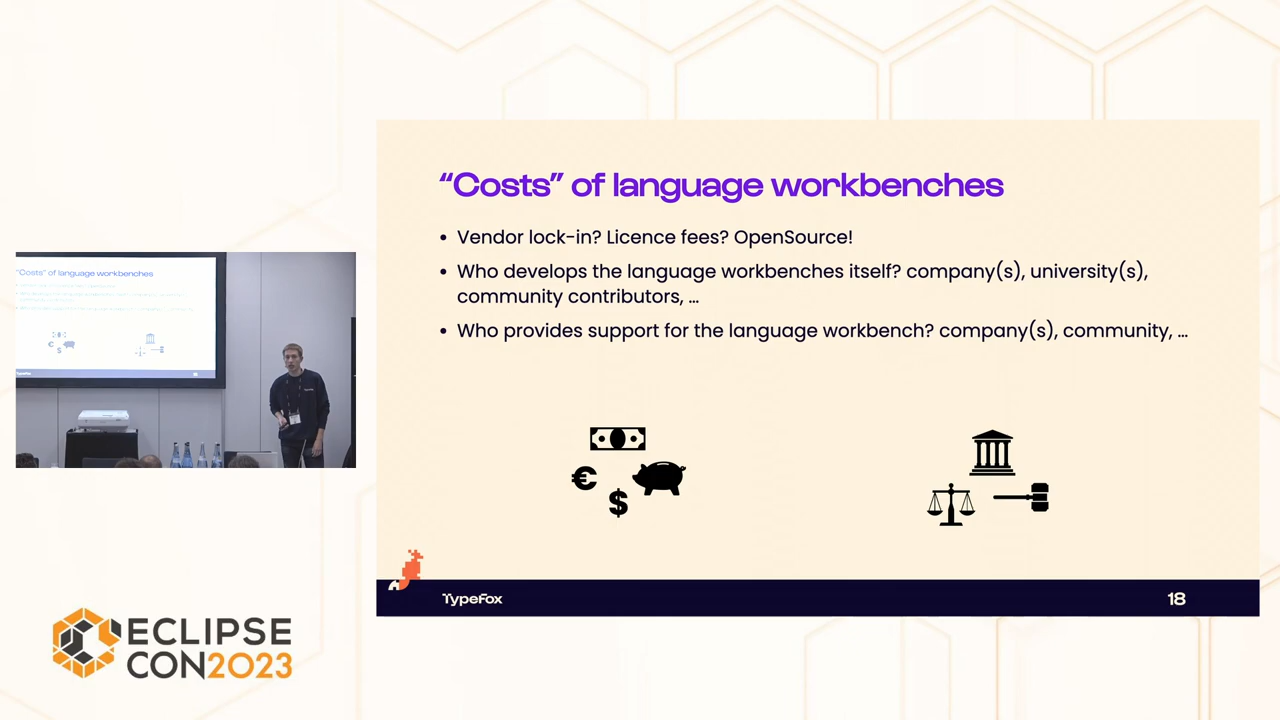 “Costs” of language workbenches
• Vendor lock-in? Licence fees? OpenSource!
• Who develops the language workbenches itself? company(s), university(s),
community contributors, ...
• Who provides support for the language workbench? company(s), community, ...
€
$
TypeFox
18
“Costs” of language workbenches
€
$
ECLIPSE
CON2023